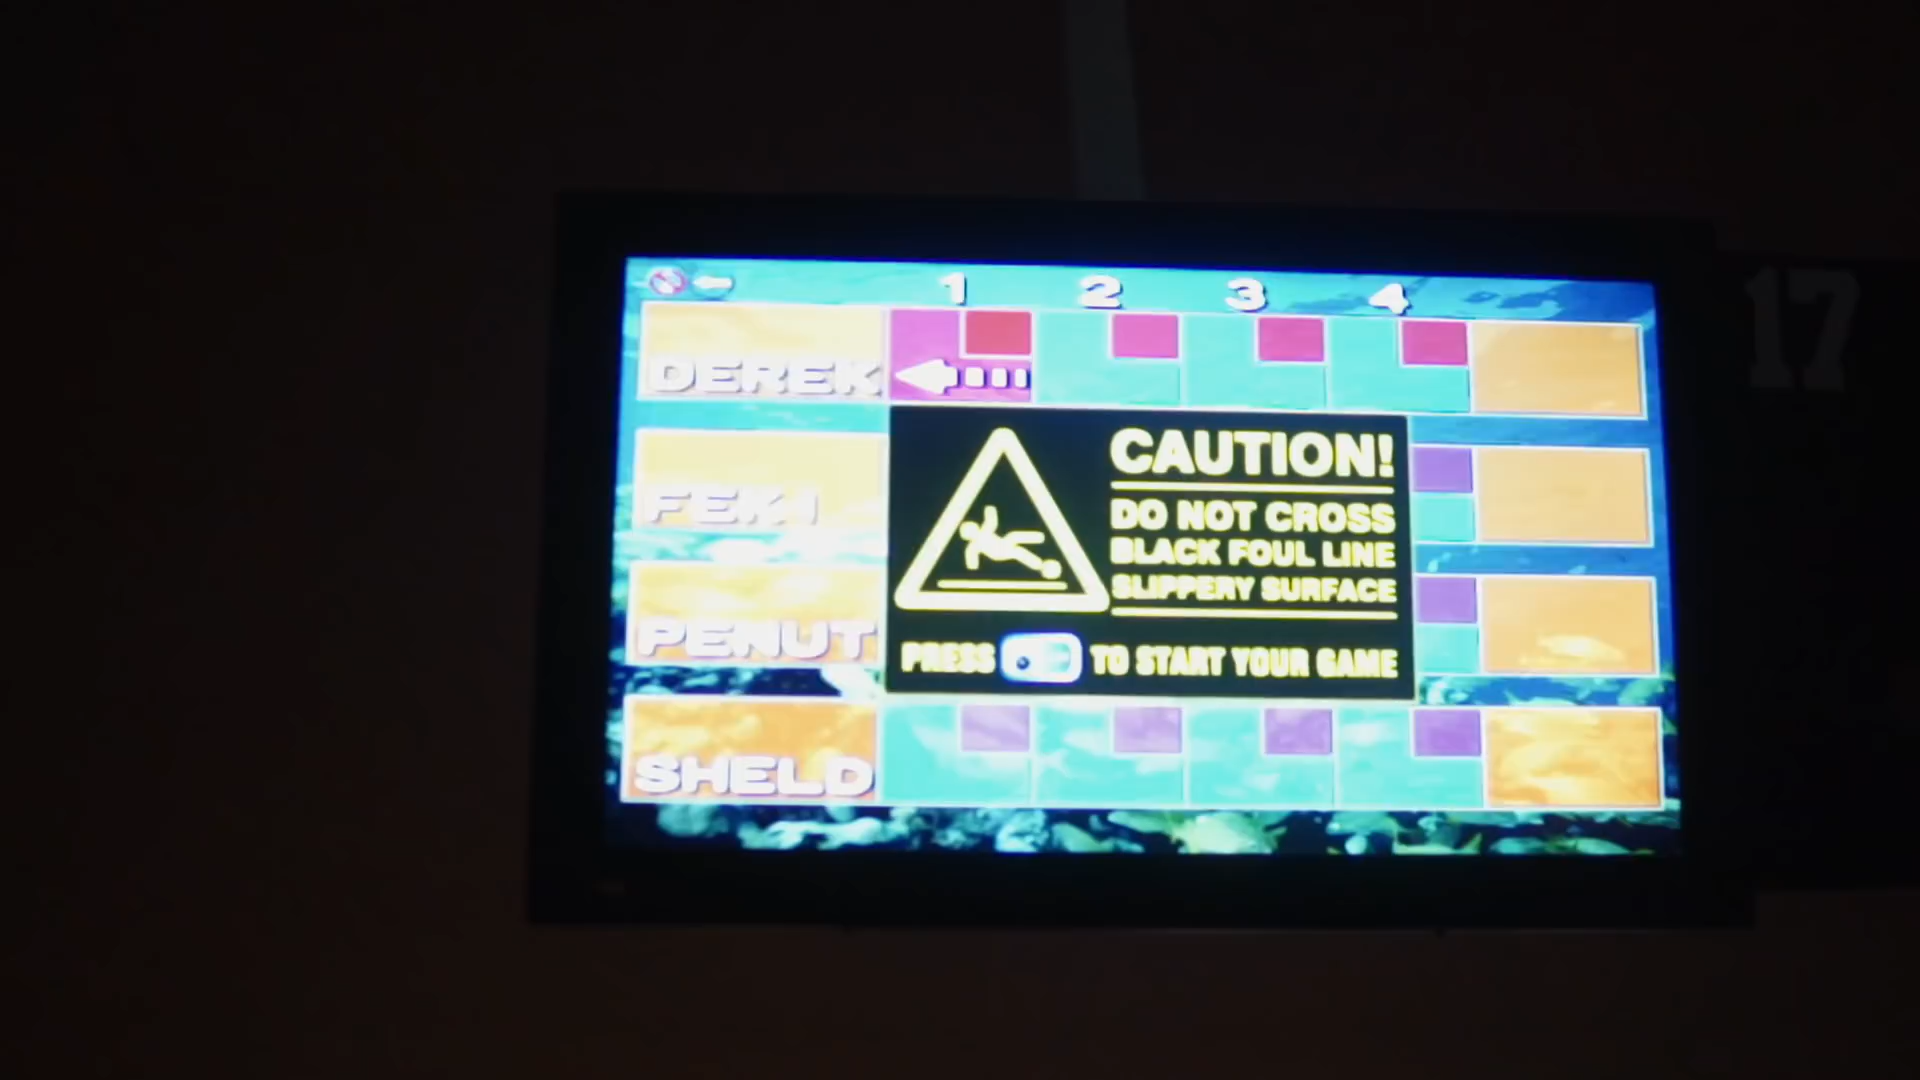 1 2 3 4
17
DEREK
CAUTION!
FEKI
DO NOT CROSS
BLACK FOUL LINE
SLIPPERY SURFACE
PENUT
PRESS TO START YOUR GAME
SHELD